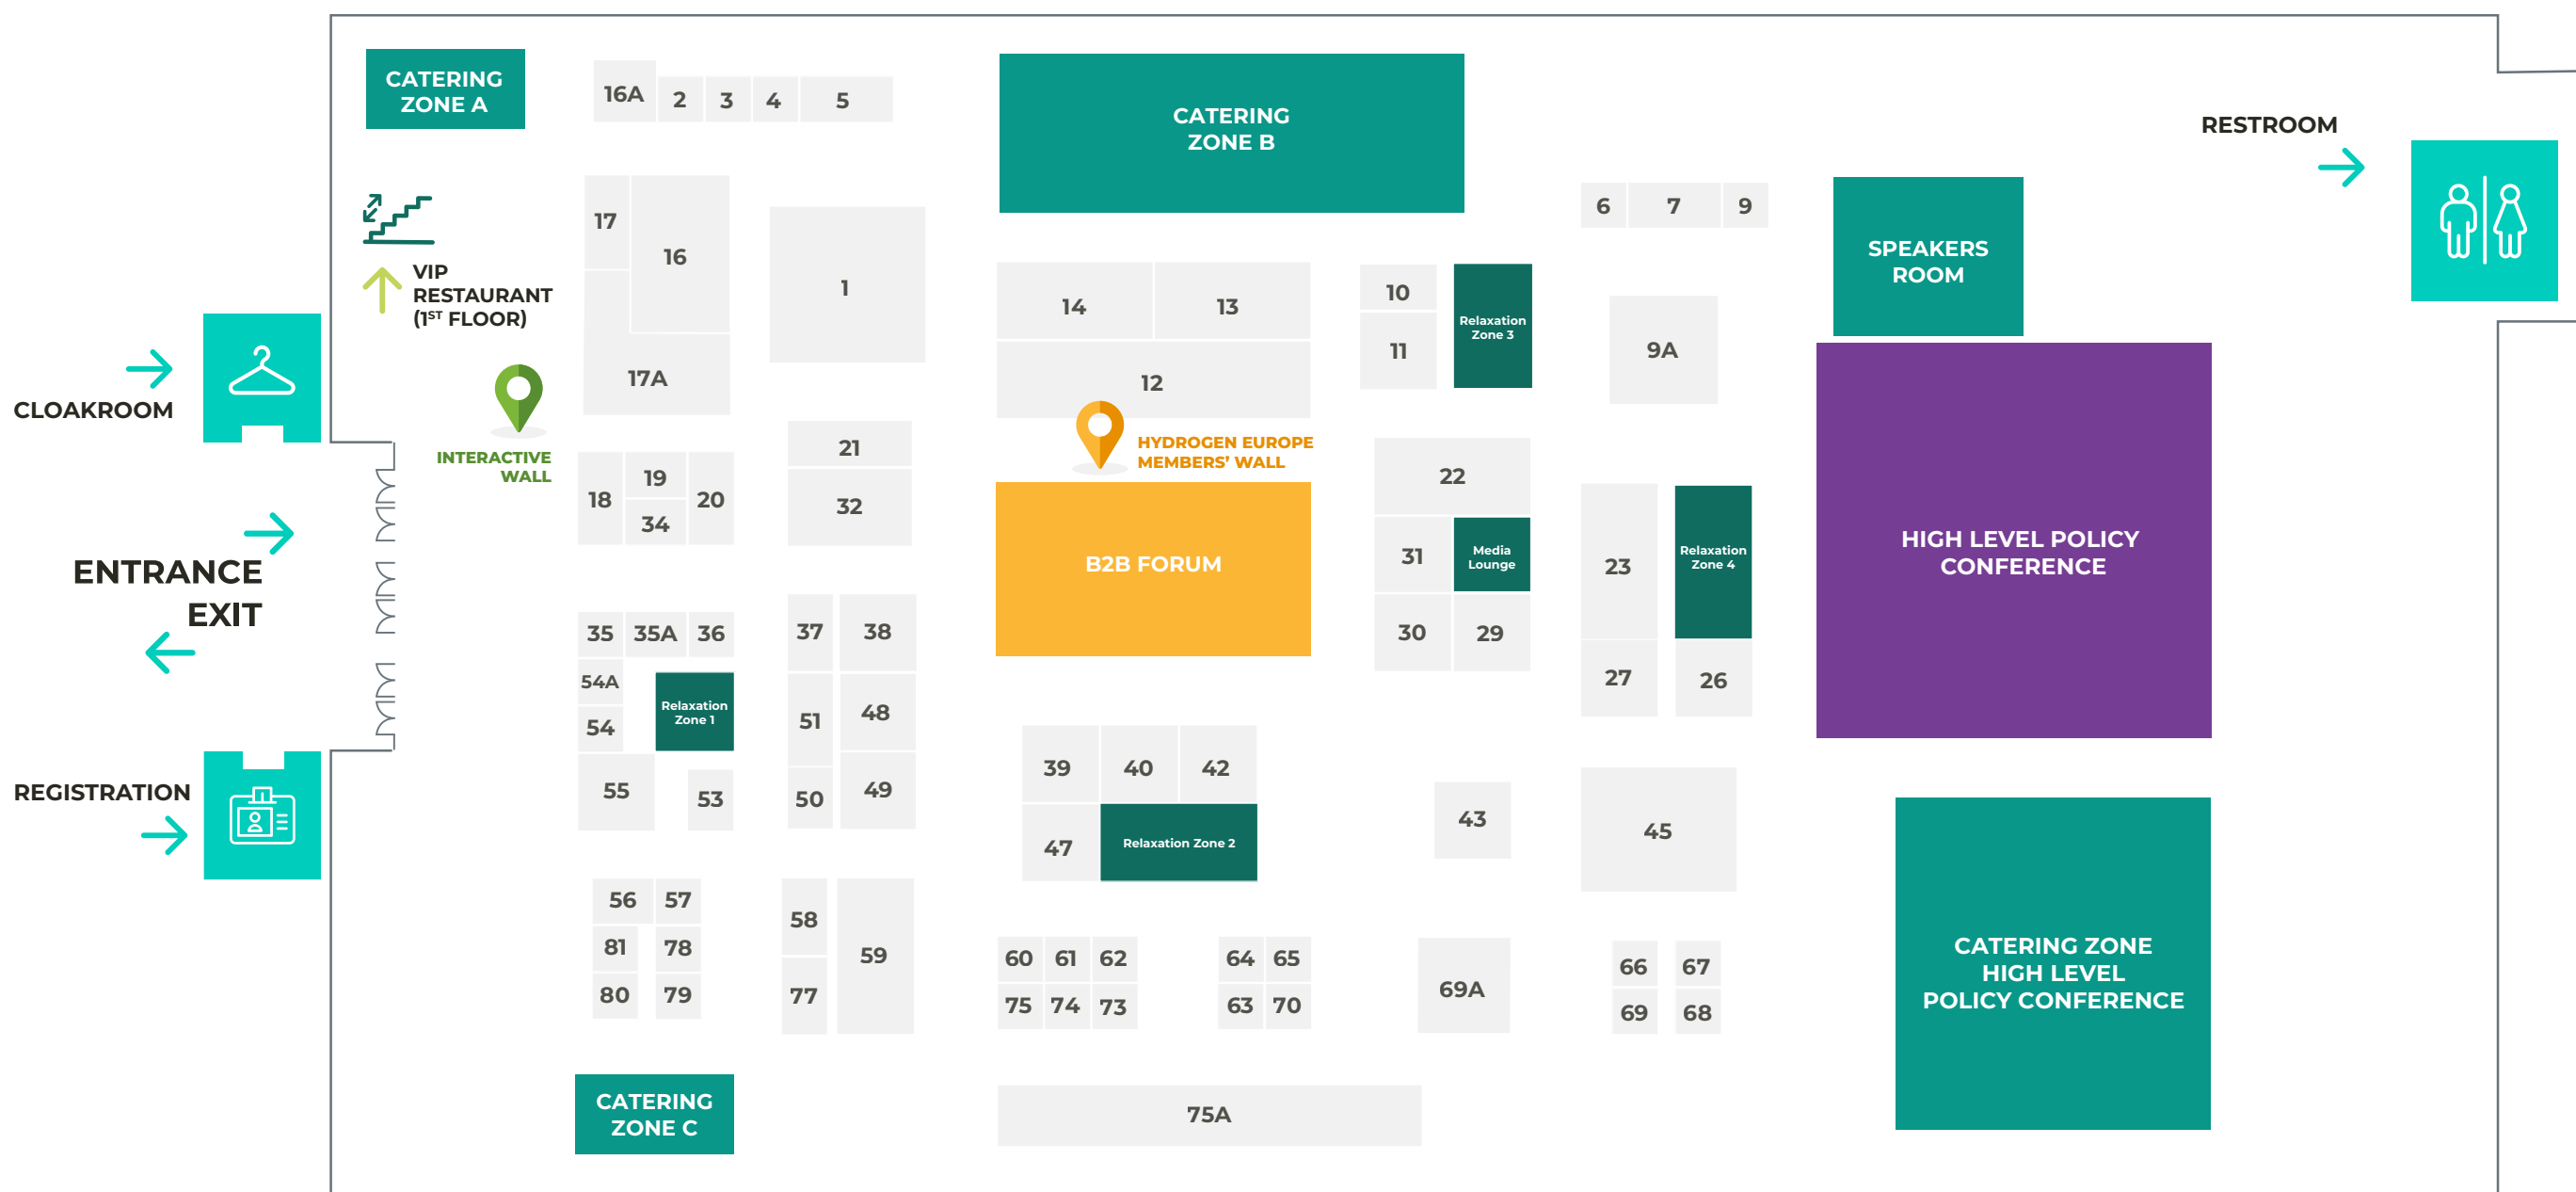 CATERING
ZONE A
16A
2
3
4
5
CATERING
ZONE B
RESTROOM
17
16
1
6
7
9
SPEAKERS
ROOM
VIP
RESTAURANT
(1ST FLOOR)
14
13
10
11
Relaxation
Zone 3
9A
17A
12
CLOAKROOM
INTERACTIVE
WALL
HYDROGEN EUROPE
MEMBERS' WALL
21
32
18
19
34
20
22
31
Media
Lounge
30
29
23
Relaxation
Zone 4
27
26
HIGH LEVEL POLICY
CONFERENCE
B2B FORUM
ENTRANCE
EXIT
35
35A
36
54A
54
Relaxation
Zone 1
55
53
37
38
51
48
50
49
39
40
42
47
Relaxation Zone 2
43
45
REGISTRATION
56
57
81
78
80
79
58
77
59
60
61
62
75
74
73
64
65
63
70
69A
66
67
69
68
CATERING ZONE
HIGH LEVEL
POLICY CONFERENCE
CATERING
ZONE C
75A